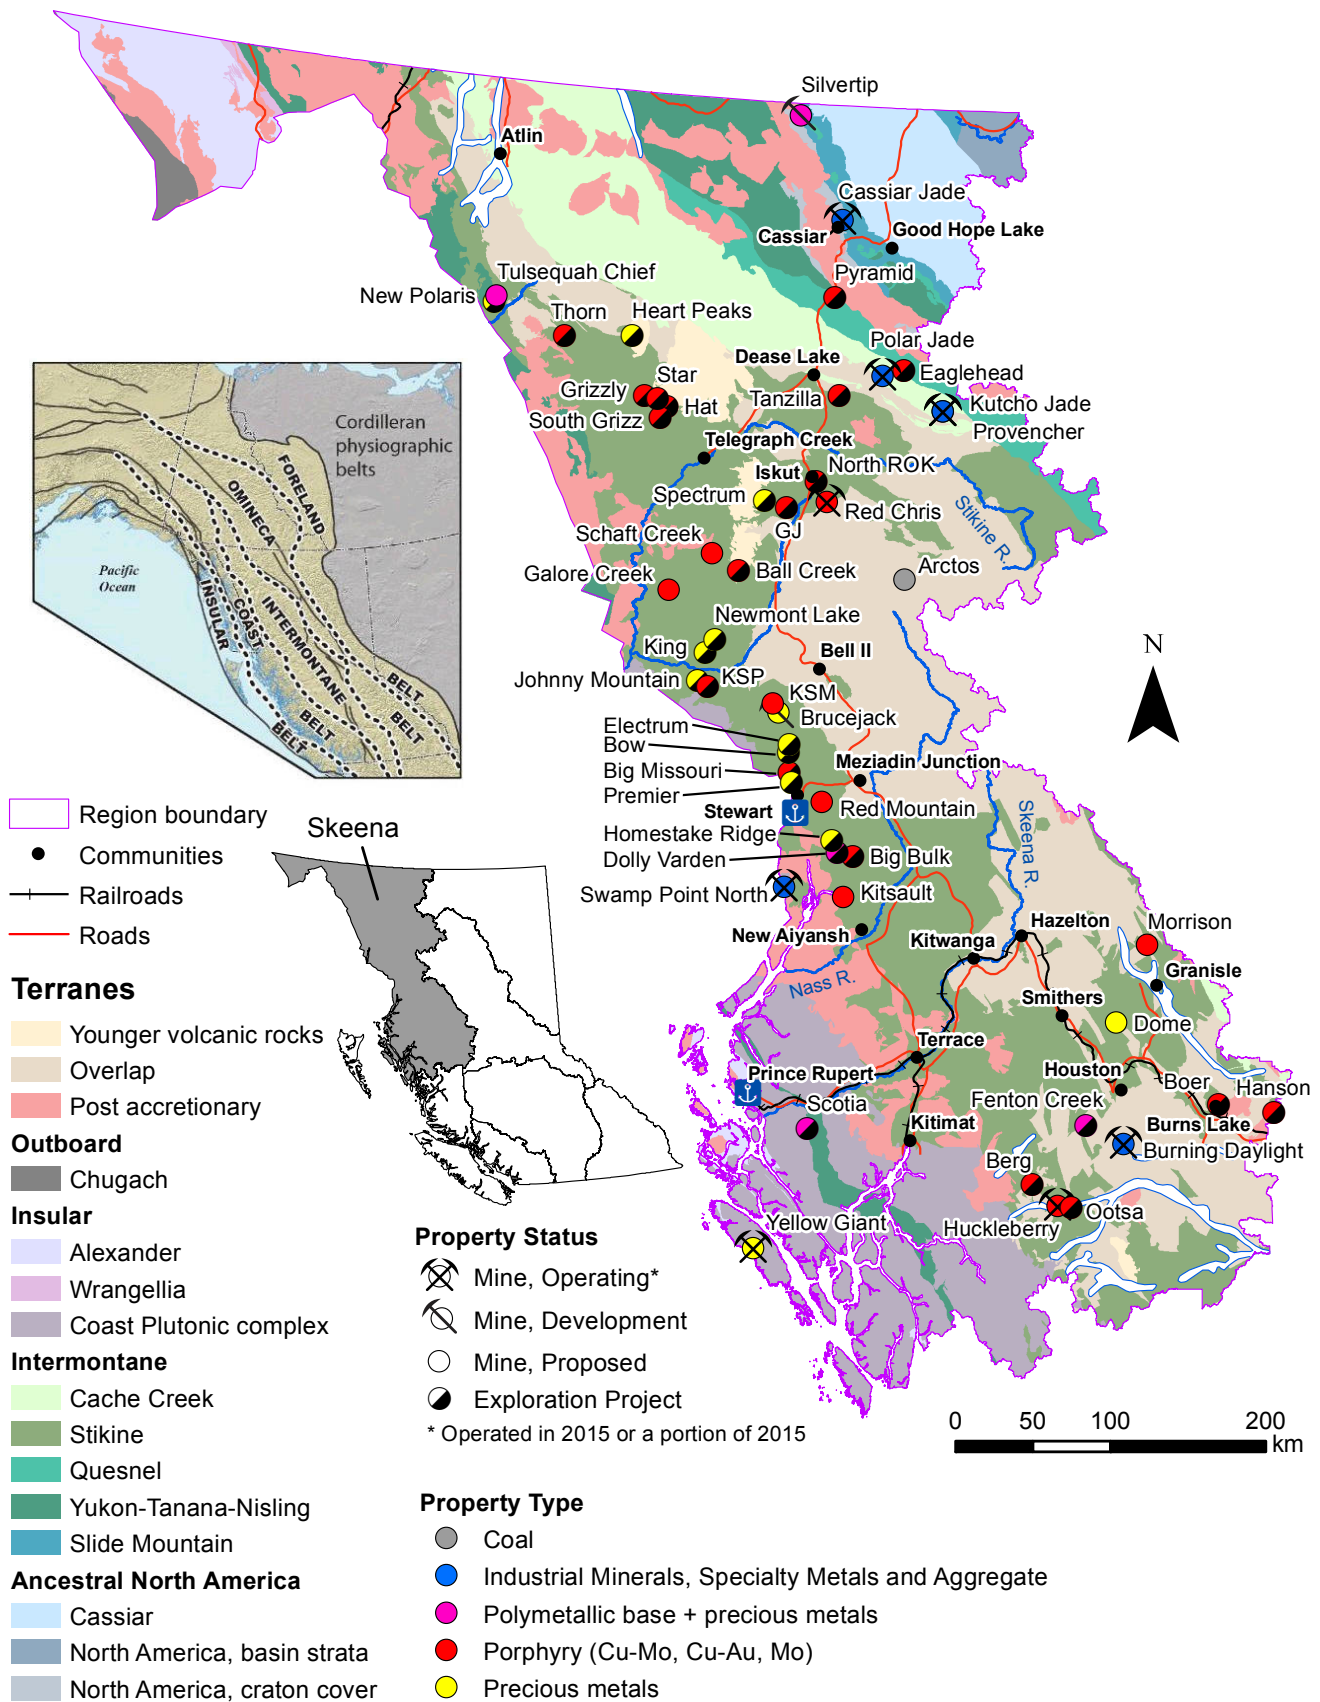 Silvertip
Atlin
Cassiar Jade
Cassiar
Good Hope Lake
Tulsequah Chief
New Polaris
Pyramid
Thorn
Heart Peaks
Polar Jade
Dease Lake
Eaglehead
Star
Grizzly
Hat
Tanzilla
Kutcho Jade
South Grizz
Provencher
Telegraph Creek
Iskut
North ROK
Spectrum
Red Chris
Stikine R.
GJ
Schaft Creek
Arctos
Galore Creek
Ball Creek
Newmont Lake
King
Bell II
Johnny Mountain
KSP
KSM
Brucejack
Electrum
Bow
Big Missouri
Premier
Meziadin Junction
Stewart
Red Mountain
Skeena R.
Homestake Ridge
Dolly Varden
Big Bulk
Swamp Point North
Kitsault
New Aiyansh
Kitwanga
Hazelton
Morrison
Granisle
Nass R.
Smithers
Dome
Terrace
Prince Rupert
Houston
Boer
Hanson
Scotia
Fenton Creek
Burns Lake
Kitimat
Burning Daylight
Berg
Ootsa
Huckleberry
Yellow Giant
N
Cordilleran
physiographic
belts
FORELAND
OMINECA
Pacific
Ocean
INSULAR
COAST
INTERMONTANE
BELT
BELT
BELT
BELT
Region boundary
Communities
Railroads
Roads
Skeena
Terranes
Younger volcanic rocks
Overlap
Post accretionary
Outboard
Chugach
Insular
Alexander
Wrangellia
Coast Plutonic complex
Intermontane
Cache Creek
Stikine
Quesnel
Yukon-Tanana-Nisling
Slide Mountain
Ancestral North America
Cassiar
North America, basin strata
North America, craton cover
Property Status
Mine, Operating*
Mine, Development
Mine, Proposed
Exploration Project
* Operated in 2015 or a portion of 2015
0 50 100 200
km
Property Type
Coal
Industrial Minerals, Specialty Metals and Aggregate
Polymetallic base + precious metals
Porphyry (Cu-Mo, Cu-Au, Mo)
Precious metals